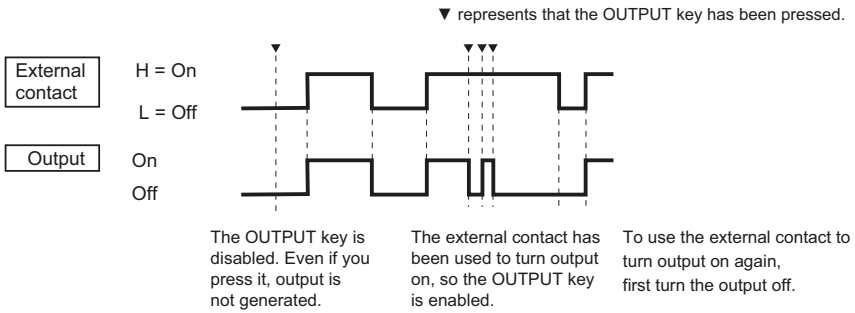 ▼ represents that the OUTPUT key has been pressed.
External
contact
H = On
L = Off
Output
On
Off
The OUTPUT key is
disabled. Even if you
press it, output is
not generated.
The external contact has
been used to turn output
on, so the OUTPUT key
is enabled.
To use the external contact to
turn output on again,
first turn the output off.